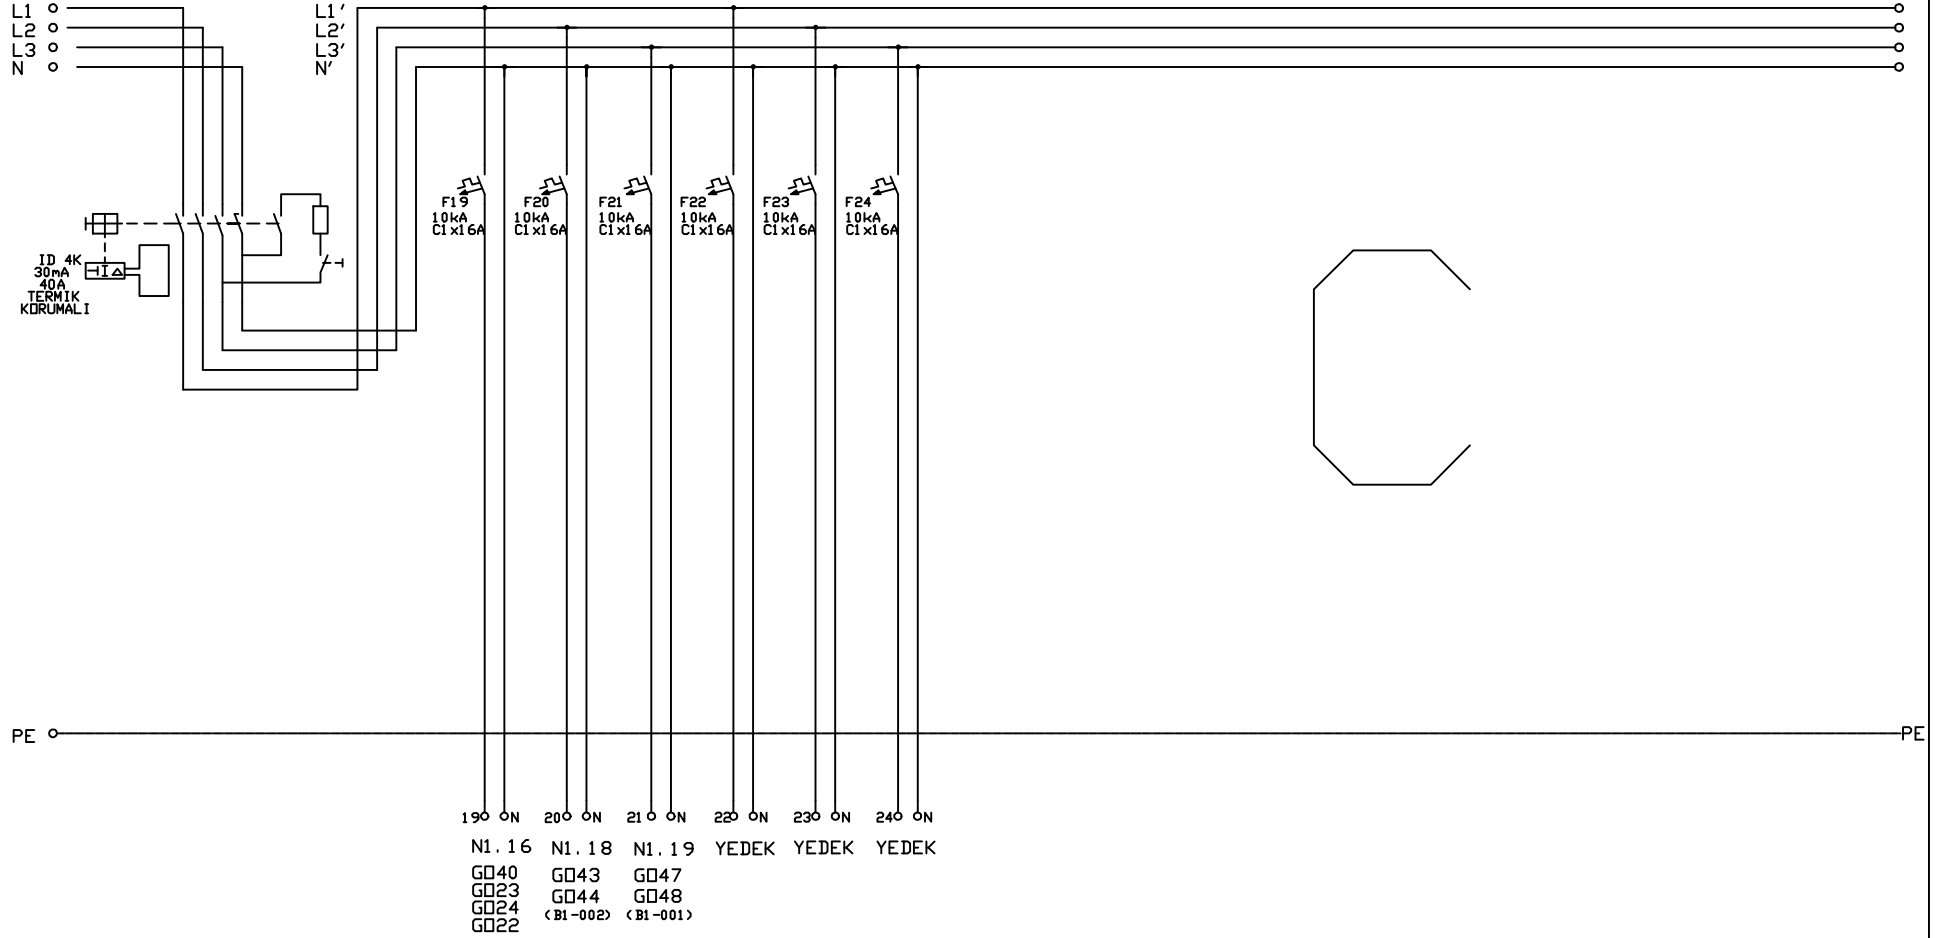 L1
L2
L3
N
L1'
L2'
L3'
N'
ID 4K
30mA
40A
TERMIK
KORUMALI
F19
10kA
C1x16A
F20
10kA
C1x16A
F21
10kA
C1x16A
F22
10kA
C1x16A
F23
10kA
C1x16A
F24
10kA
C1x16A
PE
PE
19 N
20 N
21 N
22 N
23 N
24 N
N1.16
GO40
GO23
GO24
GO22
N1.18
GO43
GO44
(B1-002)
N1.19
GO47
GO48
(B1-001)
YEDEK
YEDEK
YEDEK